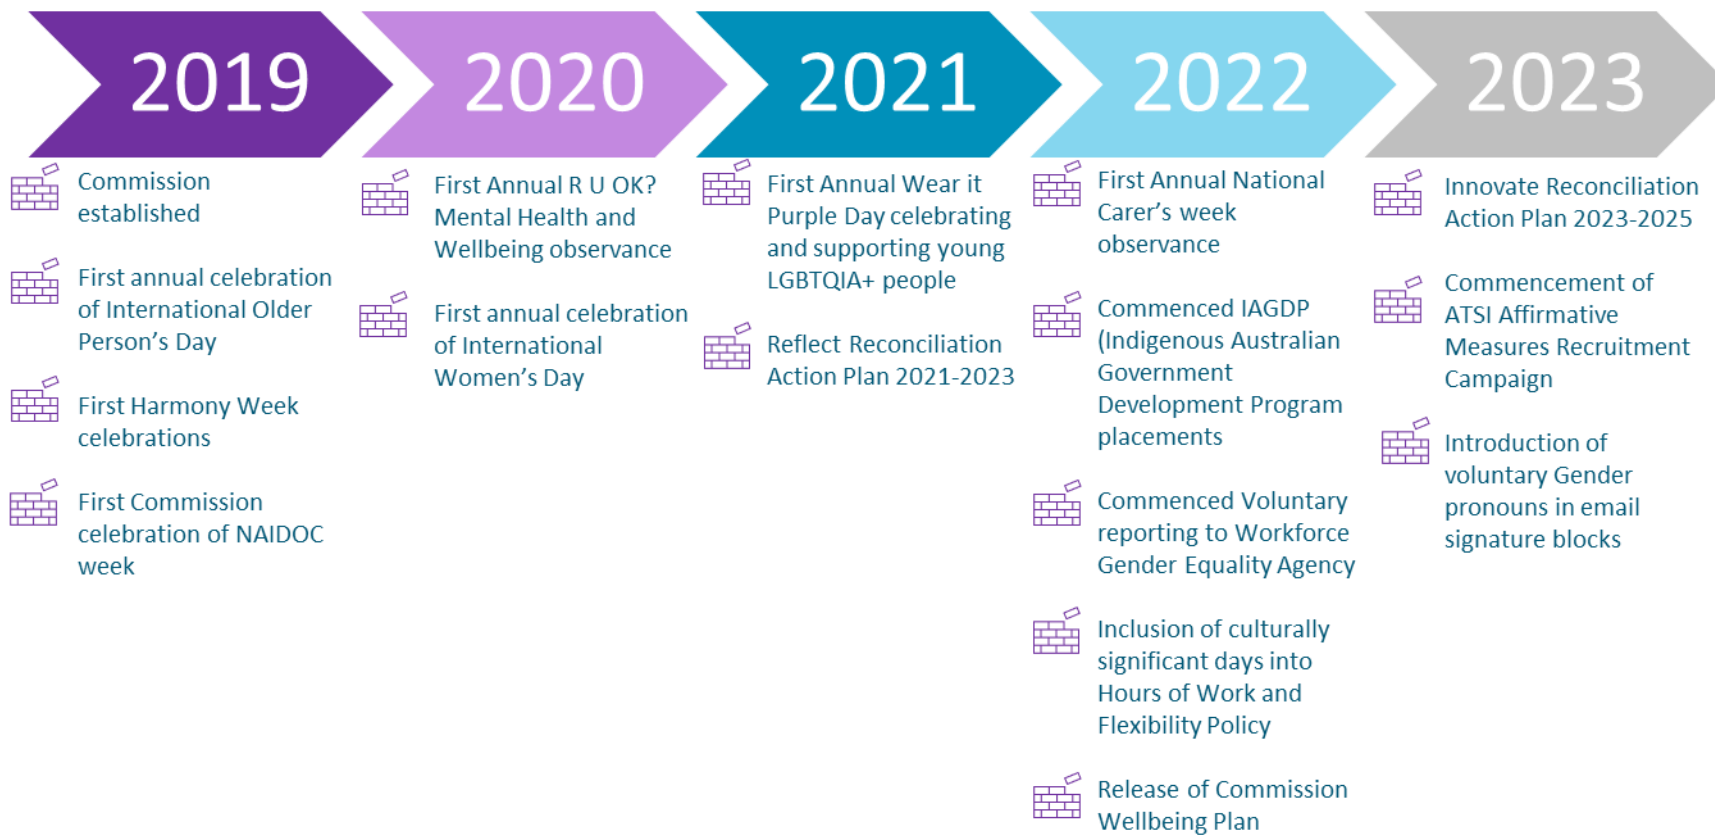 2019
Commission
established
First annual celebration
of International Older
Person's Day
First Harmony Week
celebrations
First Commission
celebration of NAIDOC
week
2020
First Annual R U OK?
Mental Health and
Wellbeing observance
First annual celebration
of International
Women's Day
2021
First Annual Wear it
Purple Day celebrating
and supporting young
LGBTQIA+ people
Reflect Reconciliation
Action Plan 2021-2023
2022
First Annual National
Carer's week
observance
Commenced IAGDP
(Indigenous Australian
Government
Development Program
placements
Commenced Voluntary
reporting to Workforce
Gender Equality Agency
Inclusion of culturally
significant days into
Hours of Work and
Flexibility Policy
Release of Commission
Wellbeing Plan
2023
Innovate Reconciliation
Action Plan 2023-2025
Commencement of
ATSI Affirmative
Measures Recruitment
Campaign
Introduction of
voluntary Gender
pronouns in email
signature blocks